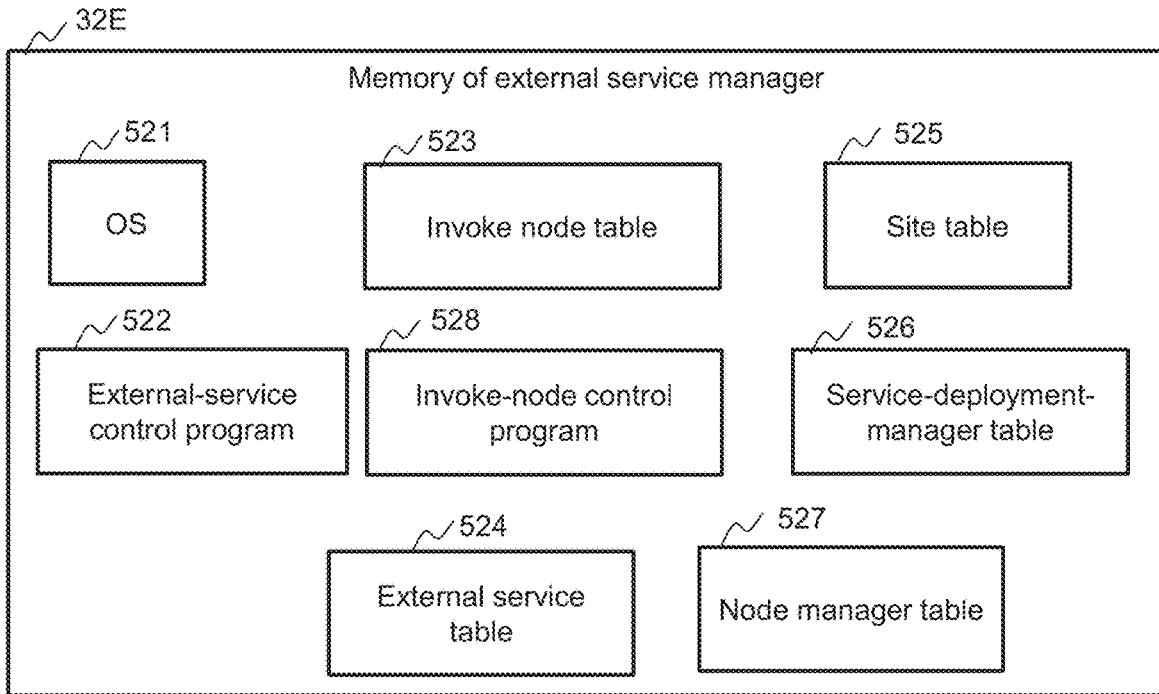 32E
Memory of external service manager
521
523
525
OS
Invoke node table
Site table
522
528
526
External-service
control program
Invoke-node control
program
Service-deployment-
manager table
524
527
External service
table
Node manager table